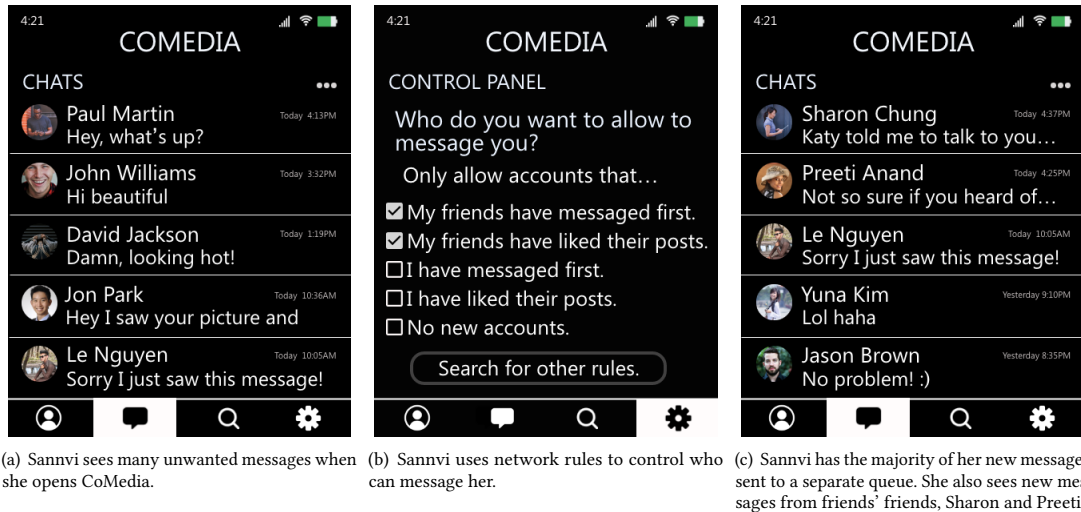 4:21
COMEDIA
CHATS
Paul Martin
Today 4:13PM
Hey, what's up?
John Williams
Today 3:32PM
Hi beautiful
David Jackson
Today 1:19PM
Damn, looking hot!
Jon Park
Today 10:36AM
Hey I saw your picture and
Le Nguyen
Today 10:05AM
Sorry I just saw this message!
(a) Sannvi sees many unwanted messages when
she opens CoMedia.
4:21
COMEDIA
CONTROL PANEL
Who do you want to allow to
message you?
Only allow accounts that...
My friends have messaged first.
My friends have liked their posts.
I have messaged first.
I have liked their posts.
No new accounts.
Search for other rules.
(b) Sannvi uses network rules to control who
can message her.
4:21
COMEDIA
CHATS
Sharon Chung
Today 4:37PM
Katy told me to talk to you...
Preeti Anand
Today 4:25PM
Not so sure if you heard of...
Le Nguyen
Today 10:05AM
Sorry I just saw this message!
Yuna Kim
Yesterday 9:10PM
Lol haha
Jason Brown
Yesterday 8:35PM
No problem! :)
(c) Sannvi has the majority of her new message
sent to a separate queue. She also sees new mes
sages from friends' friends, Sharon and Preeti